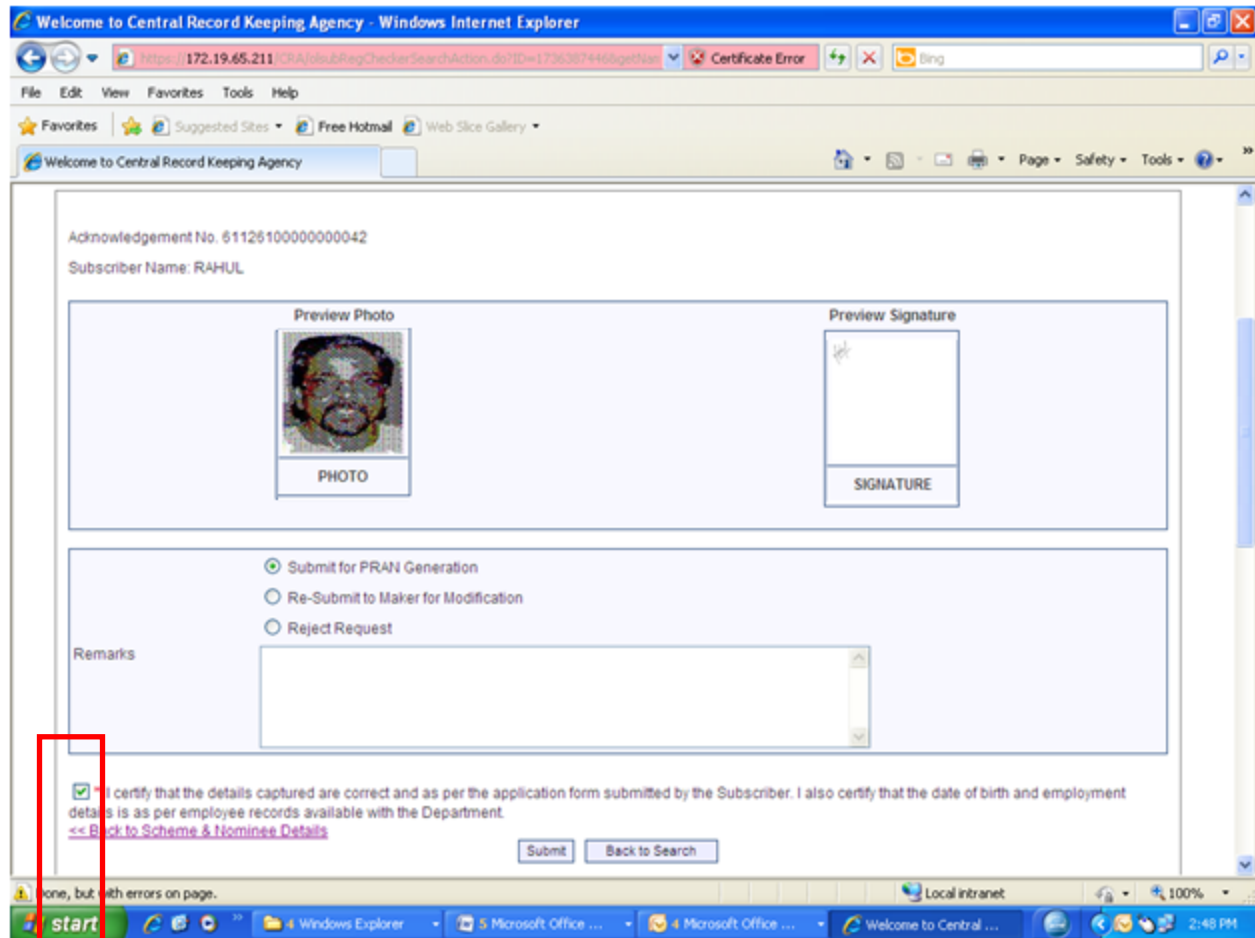 Welcome to Central Record Keeping Agency - Windows Internet Explorer
https://172.19.65.211/CRA/olsubRegCheckerSearchAction.do?ID=1736387446&getNa Certificate Error Bing
File Edit View Favorites Tools Help
Favorites Suggested Sites Free Hotmail Web Slice Gallery
Welcome to Central Record Keeping Agency Page Safety Tools »
Acknowledgement No. 61126100000000042
Subscriber Name: RAHUL
Preview Photo Preview Signature
PHOTO SIGNATURE
Submit for PRAN Generation
Re-Submit to Maker for Modification
Reject Request
Remarks
* I certify that the details captured are correct and as per the application form submitted by the Subscriber. I also certify that the date of birth and employment
details is as per employee records available with the Department.
<< Back to Scheme & Nominee Details
Submit Back to Search
Done, but with errors on page. Local intranet 100%
start » 4 Windows Explorer 5 Microsoft Office ... 4 Microsoft Office ... Welcome to Central ... 2:48 PM